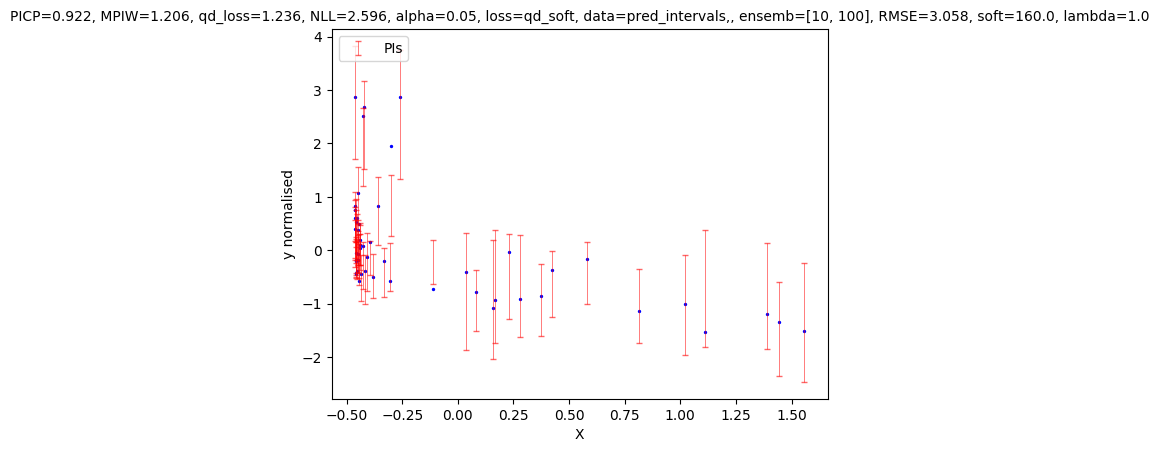 PICP=0.922, MPIW=1.206, qd_loss=1.236, NLL=2.596, alpha=0.05, loss=qd_soft, data=pred_intervals,, ensemb=[10, 100], RMSE=3.058, soft=160.0, lambda=1.0
PIs
4
3
2
1
0
−1
−2
y normalised
−0.50 −0.25 0.00 0.25 0.50 0.75 1.00 1.25 1.50
X